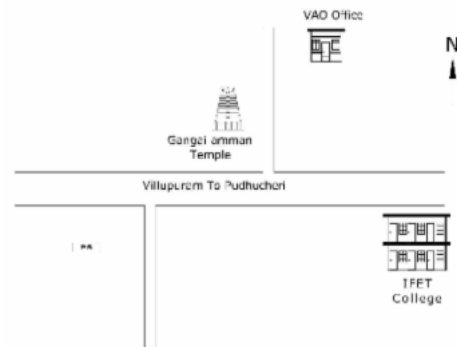 VAO Office
N
Gangai amman
Temple
Villupuram To Pudhucheri
IFET
College